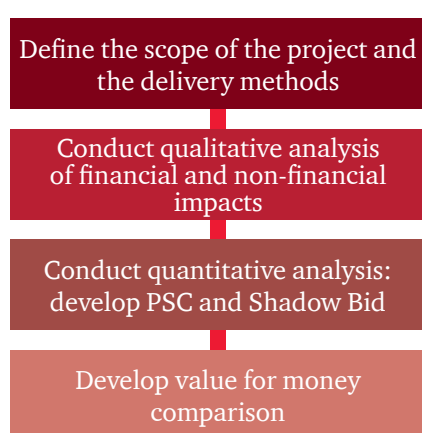 Define the scope of the project and
the delivery methods
Conduct qualitative analysis
of financial and non-financial
impacts
Conduct quantitative analysis:
develop PSC and Shadow Bid
Develop value for money
comparison